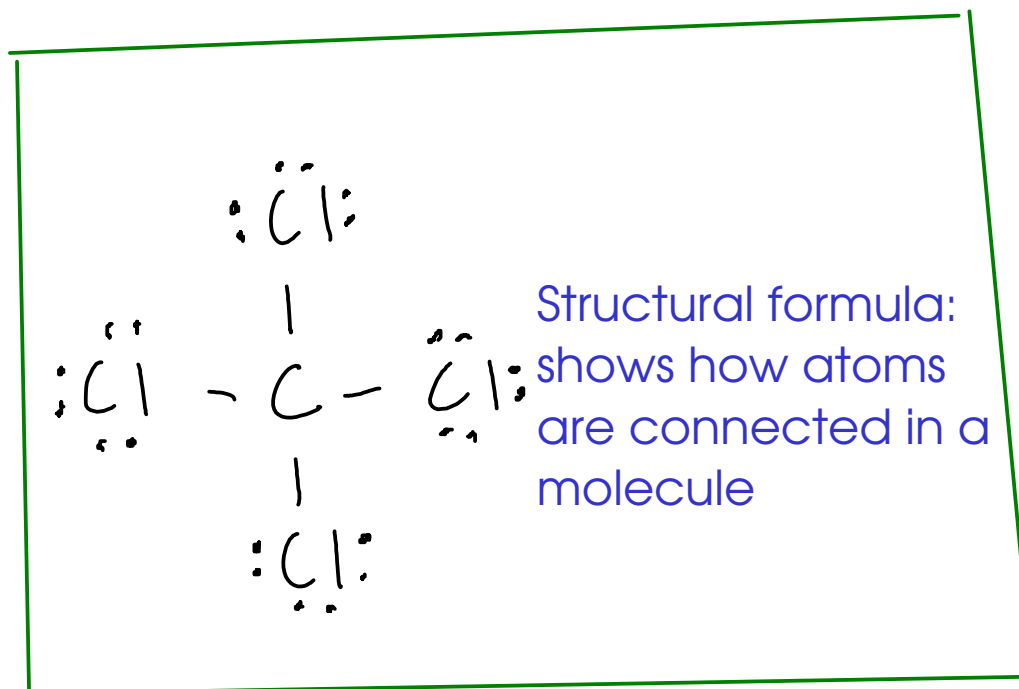 Cl
Cl - C - Cl
Cl
Structural formula:
shows how atoms
are connected in a
molecule